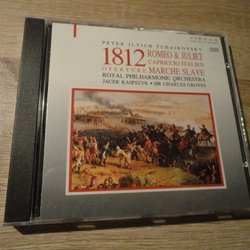 PETER ILYICH TCHAIKOVSKY
1812 ROMEO & JULIET
CAPRICCIO ITALIEN
OVERTURE MARCHE SLAVE
ROYAL PHILHARMONIC ORCHESTRA
JACEK KASPSZYK • SIR CHARLES GROVES